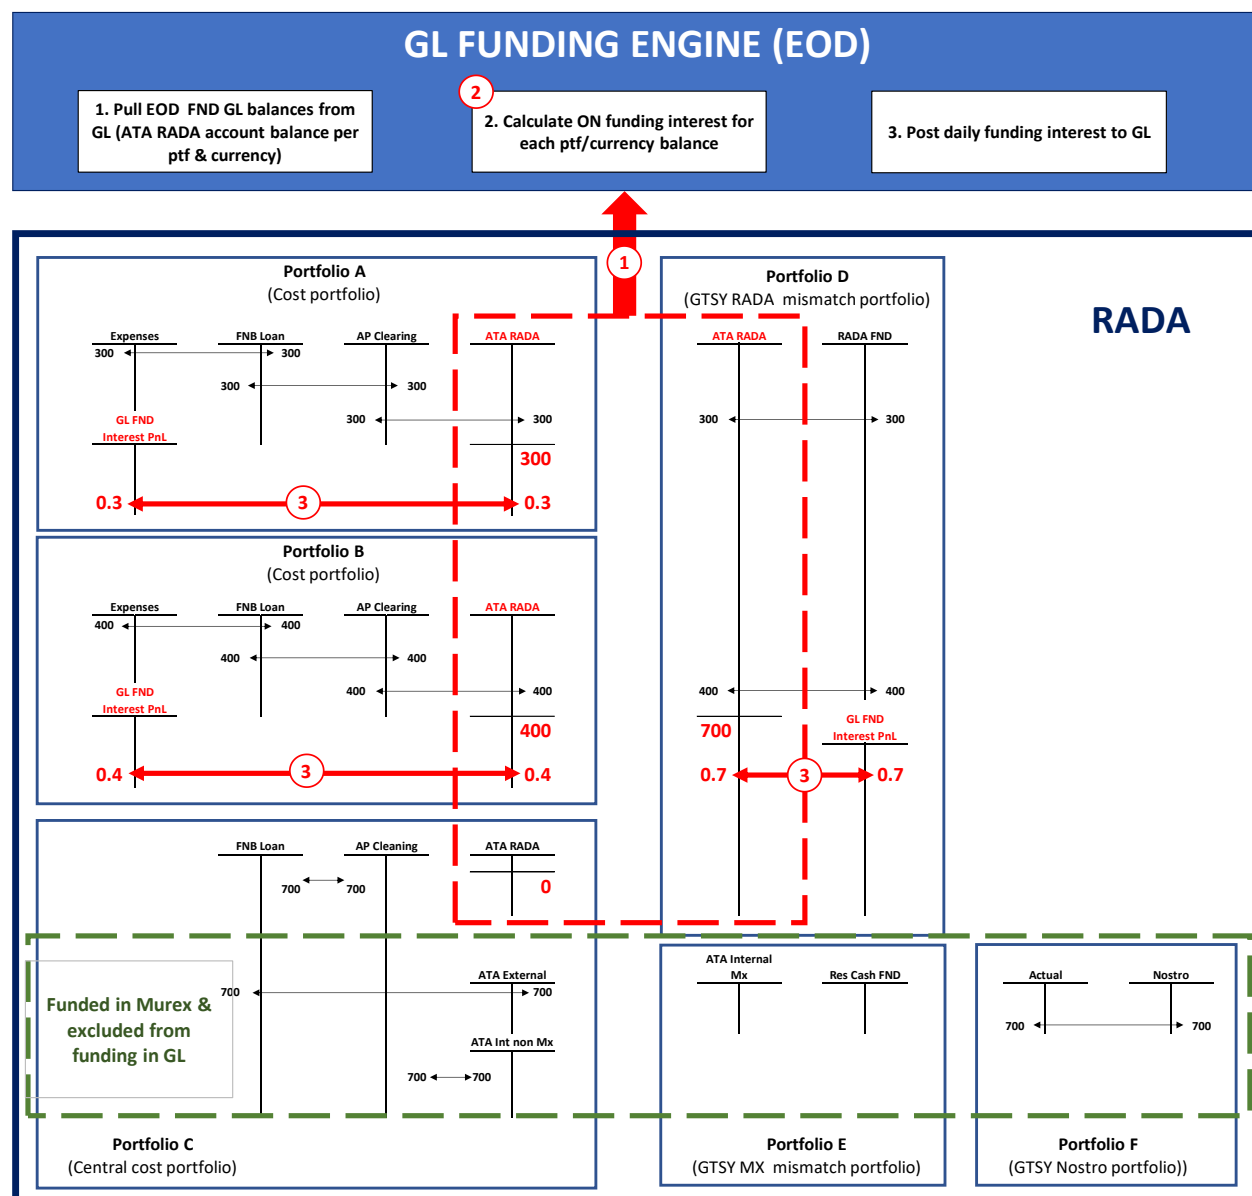 GL FUNDING ENGINE (EOD)
1. Pull EOD  FND GL balances from
GL (ATA RADA account balance per
ptf & currency)
2
2. Calculate ON funding interest for
each ptf/currency balance
3. Post daily funding interest to GL
1
RADA
Portfolio A
(Cost portfolio)
Expenses
FNB Loan
AP Clearing
ATA RADA
300
300
300
300
300
300
GL FND
Interest PnL
300
0.3
3
0.3
Portfolio B
(Cost portfolio)
Expenses
FNB Loan
AP Clearing
ATA RADA
400
400
400
400
400
400
GL FND
Interest PnL
400
0.4
3
0.4
Portfolio D
(GTSY RADA  mismatch portfolio)
ATA RADA
RADA FND
300
300
400
400
700
GL FND
Interest PnL
0.7
3
0.7
FNB Loan
AP Cleaning
ATA RADA
700
700
0
Funded in Murex &
excluded from
funding in GL
ATA External
700
700
ATA Int non Mx
700
700
Portfolio C
(Central cost portfolio)
ATA Internal
Mx
Res Cash FND
Portfolio E
(GTSY MX  mismatch portfolio)
Actual
Nostro
700
700
Portfolio F
(GTSY Nostro portfolio))